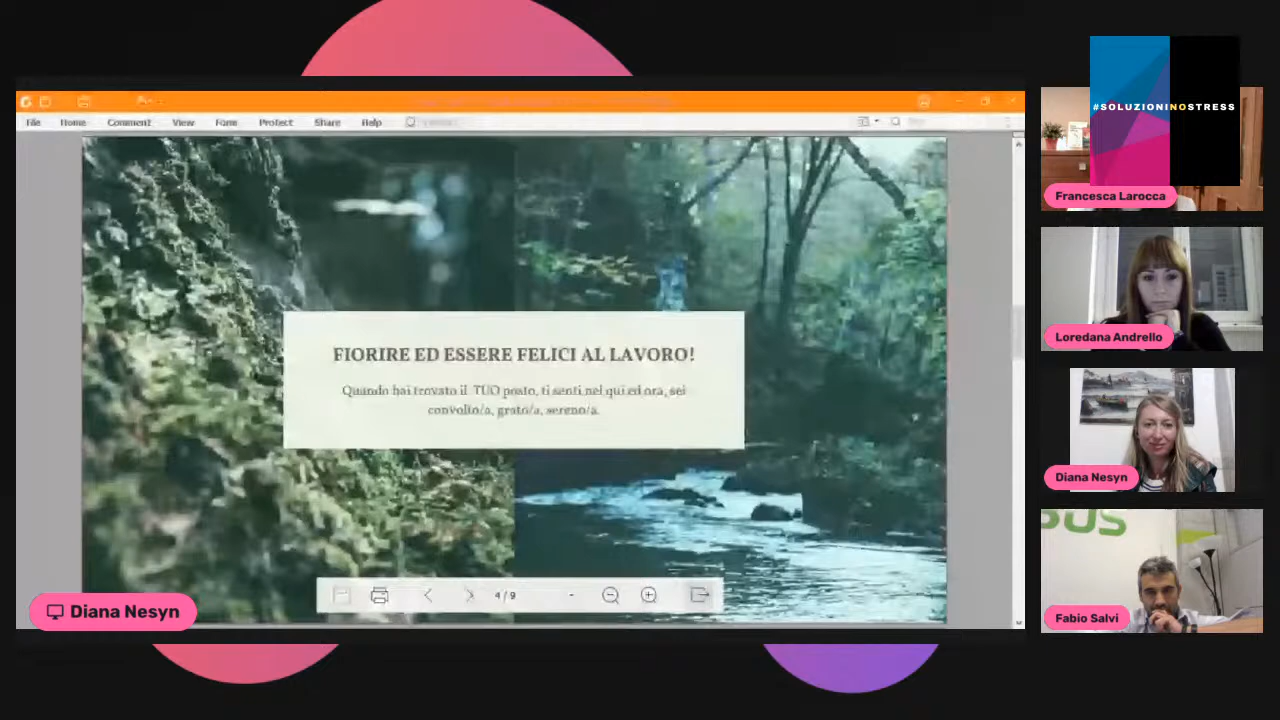 #SOLUZIONINOSTRESS
File Home Comment View Form Protect Share Help
FIORIRE ED ESSERE FELICI AL LAVORO!
Quando hai trovato il TUO posto, ti senti nel qui ed ora, sei
convolto/a, grato/a, sereno/a.
4 / 9
Diana Nesyn
Francesca Larocca
Loredana Andrello
Diana Nesyn
SUS
Fabio Salvi